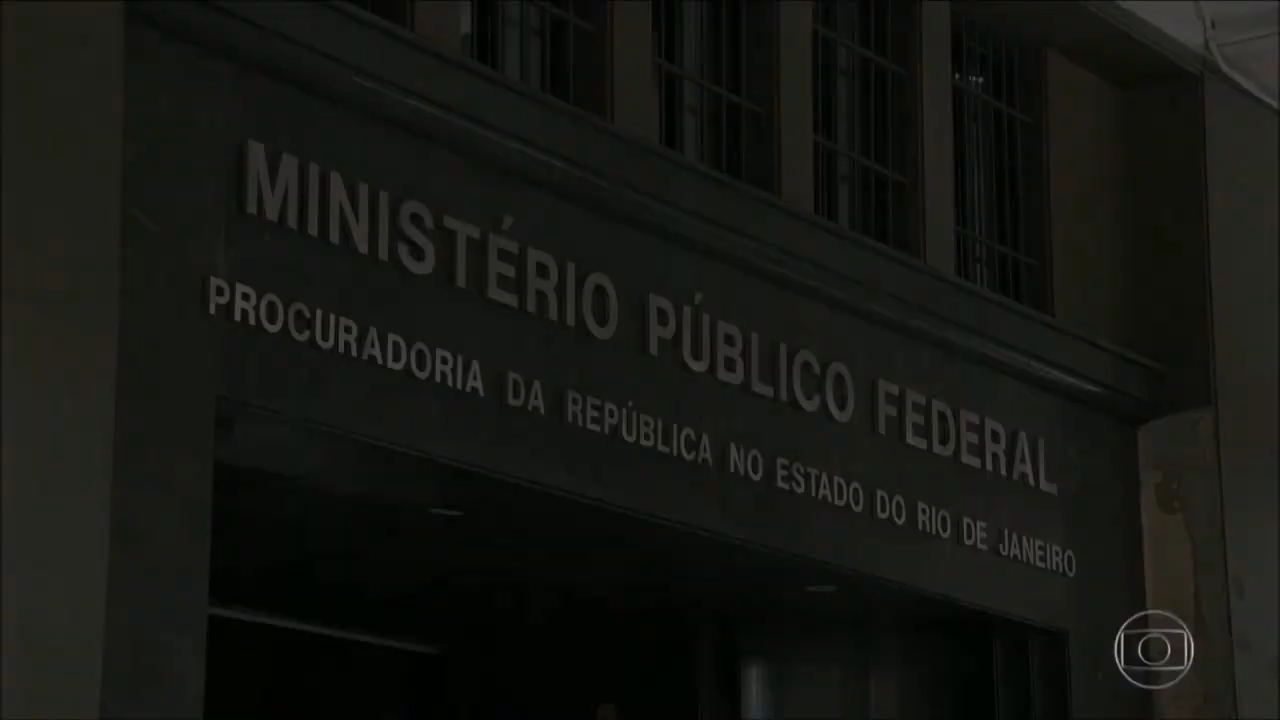 MINISTÉRIO PÚBLICO FEDERAL
PROCURADORIA DA REPÚBLICA NO ESTADO DO RIO DE JANEIRO